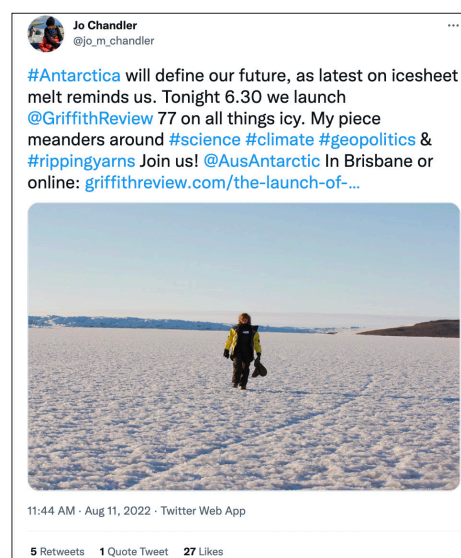 Jo Chandler
@jo_m_chandler
#Antarctica will define our future, as latest on icesheet
melt reminds us. Tonight 6.30 we launch
@GriffithReview 77 on all things icy. My piece
meanders around #science #climate #geopolitics &
#rippingyarns Join us! @AusAntarctic In Brisbane or
online: griffithreview.com/the-launch-of-...
11:44 AM · Aug 11, 2022 · Twitter Web App
5 Retweets 1 Quote Tweet 27 Likes